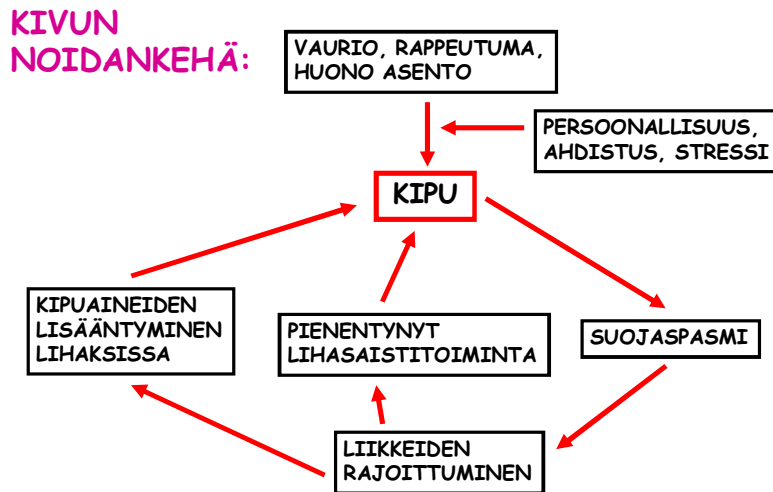 KIVUN
NOIDANKEHÄ:
VAURIO, RAPPEUTUMA,
HUONO ASENTO
PERSOONALLISUUS,
AHDISTUS, STRESSI
KIPU
KIPUAINEIDEN
LISÄÄNTYMINEN
LIHAKSISSA
PIENENTYNYT
LIHASAISTITOIMINTA
SUOJASPASMI
LIIKKEIDEN
RAJOITTUMINEN